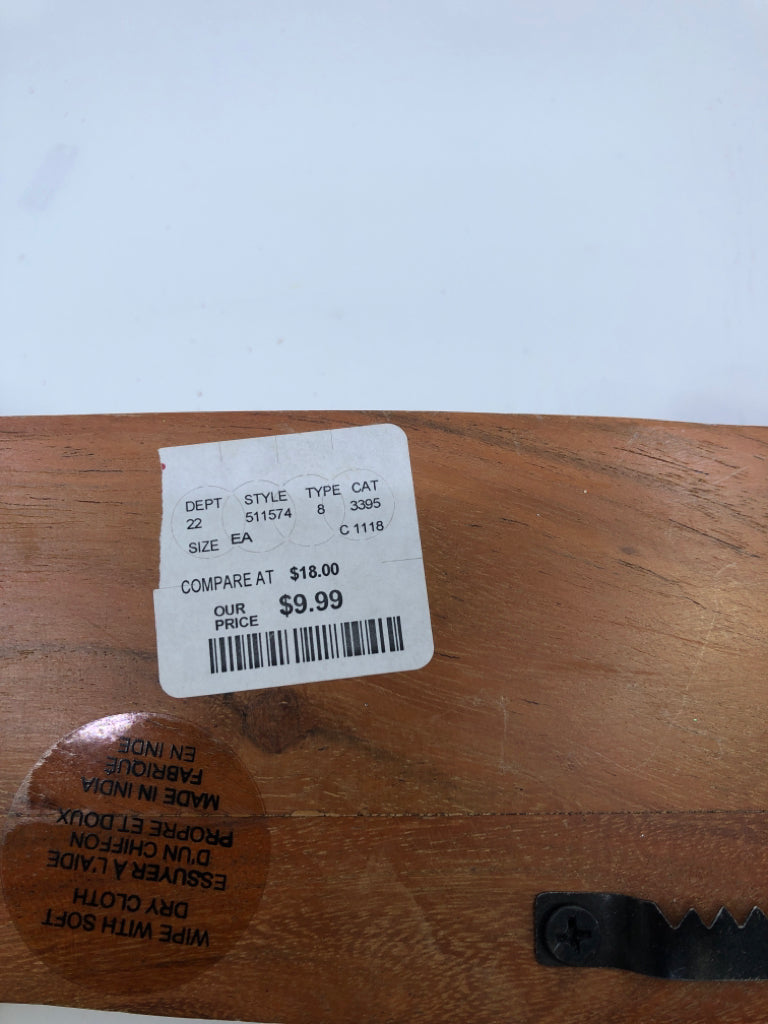 DEPT STYLE TYPE CAT
22 511574 8 3395
SIZE EA C 1118
COMPARE AT $18.00
OUR
PRICE $9.99
WIPE WITH SOFT
DRY CLOTH
ESSUYER À L'AIDE
D'UN CHIFFON
PROPRE ET DOUX
MADE IN INDIA
FABRIQUÉ
EN INDE